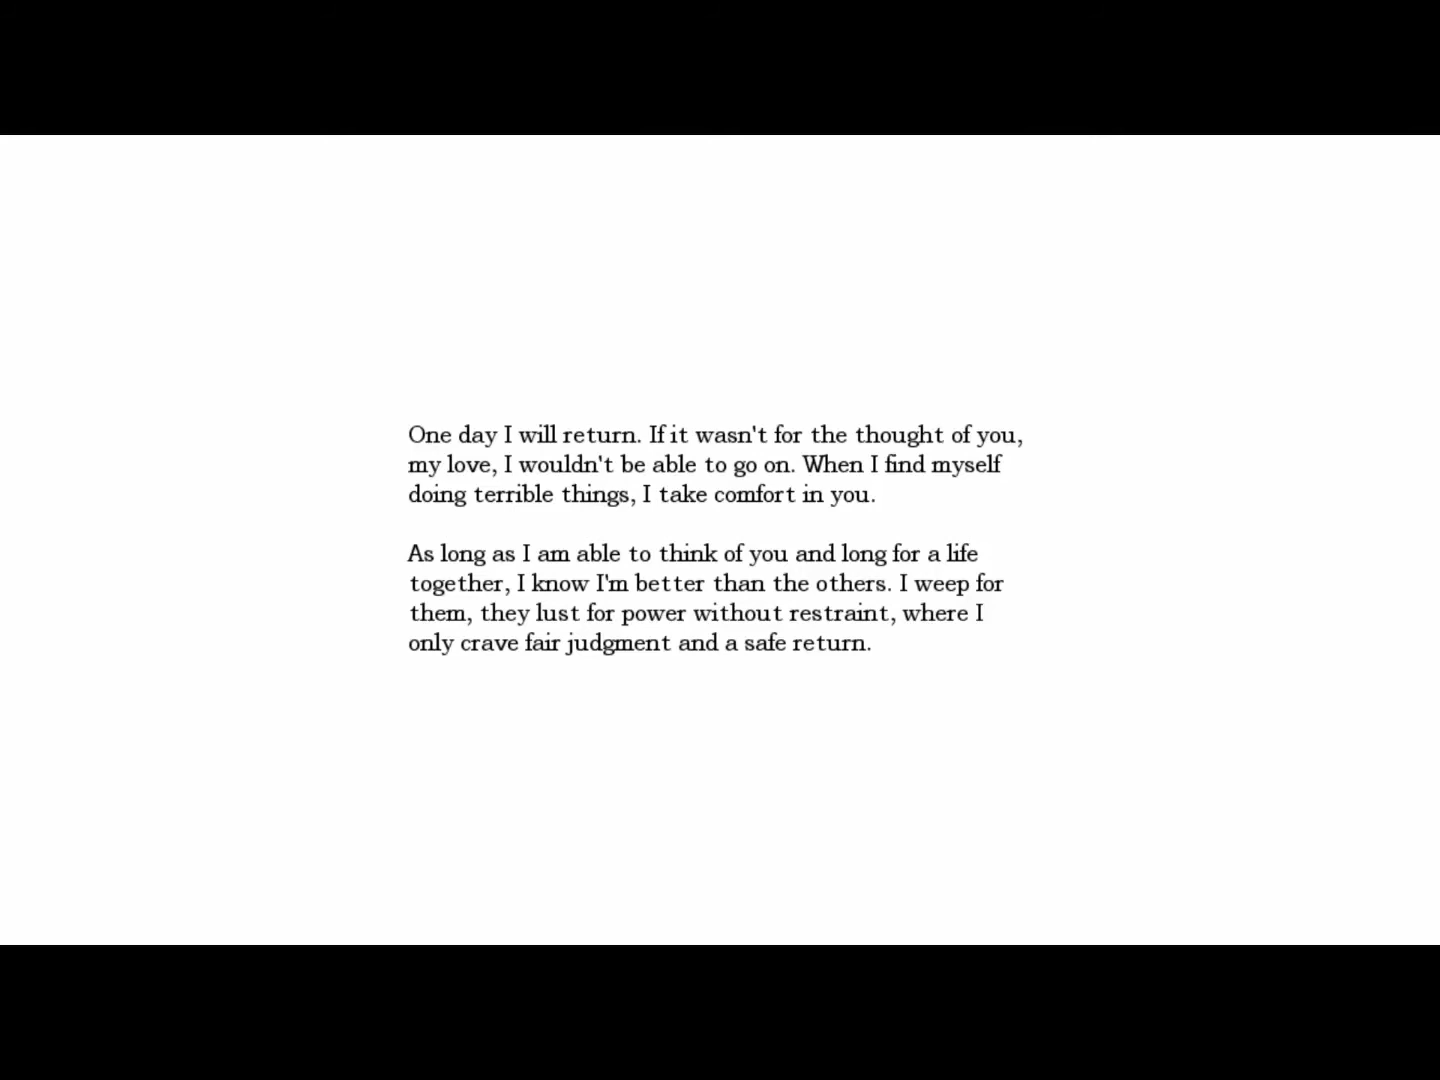 One day I will return. If it wasn't for the thought of you,
my love, I wouldn't be able to go on. When I find myself
doing terrible things, I take comfort in you.
As long as I am able to think of you and long for a life
together, I know I'm better than the others. I weep for
them, they lust for power without restraint, where I
only crave fair judgment and a safe return.